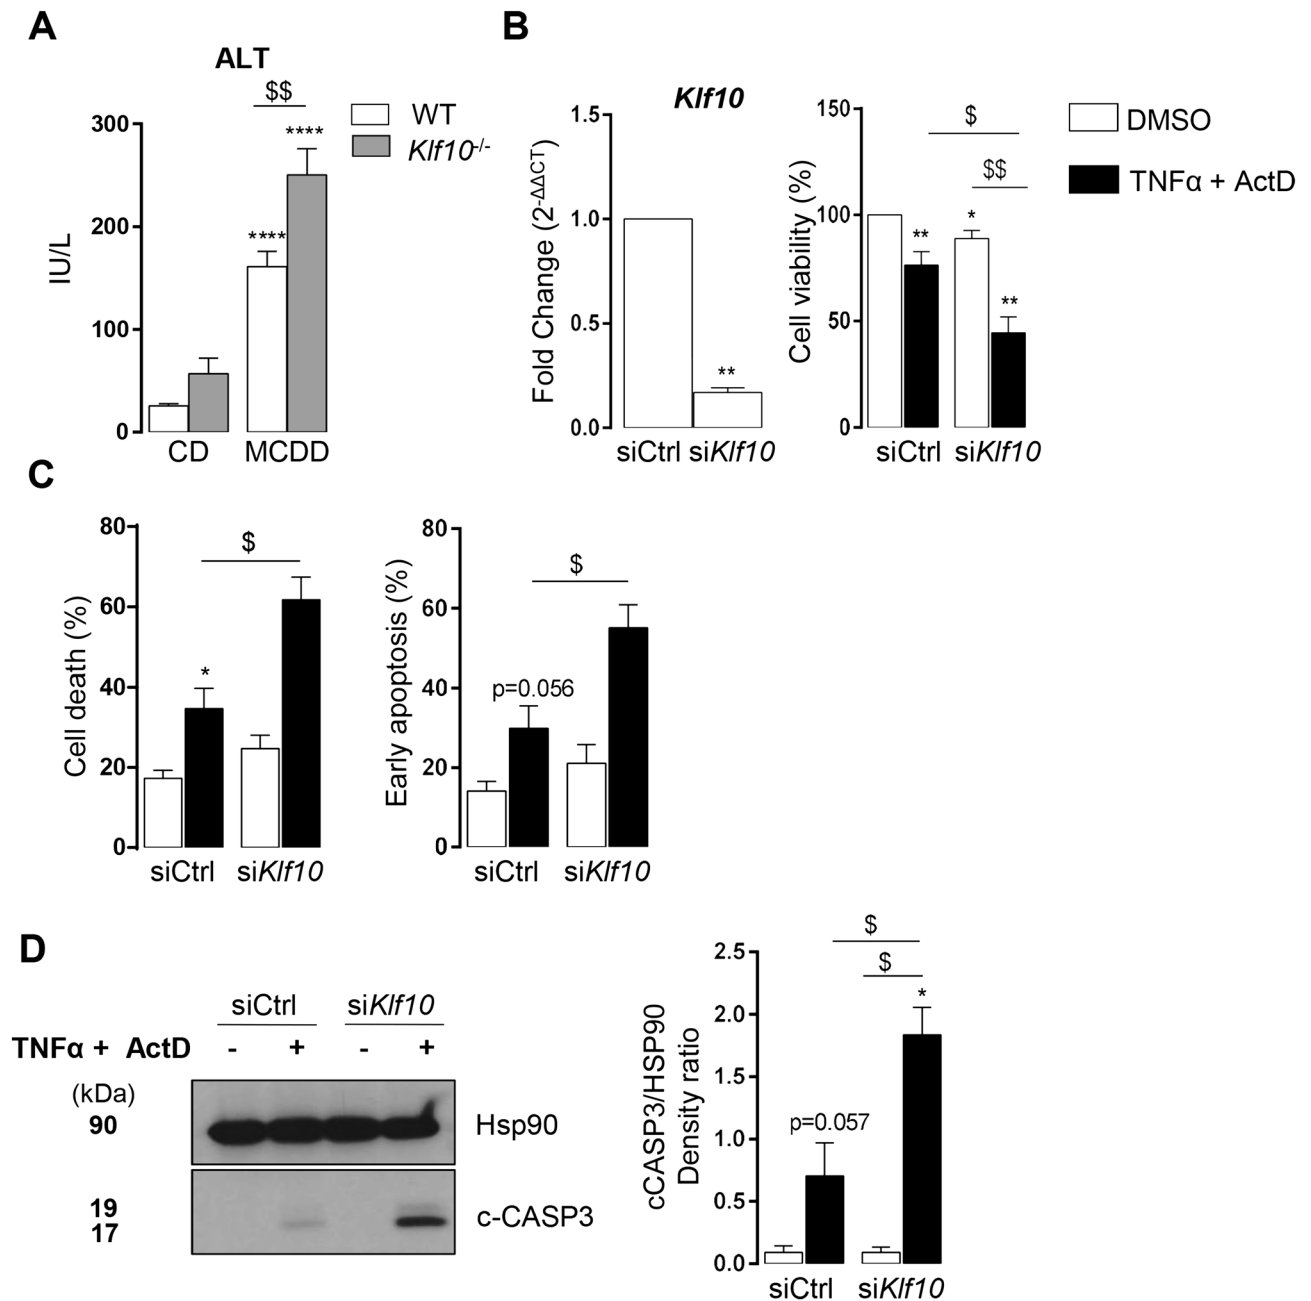 A
ALT
$$
****
****
WT
Klf10-/-
IU/L
300
200
100
0
CD
MCDD
B
Klf10
Fold Change (2-ΔΔCT)
1.5
1.0
0.5
0.0
**
siCtrl siKlf10
Cell viability (%)
150
100
50
0
$
$$
**
*
**
siCtrl
siKlf10
DMSO
TNFα + ActD
C
Cell death (%)
80
60
40
20
0
$
*
siCtrl
siKlf10
Early apoptosis (%)
80
60
40
20
0
$
p=0.056
siCtrl
siKlf10
D
siCtrl
siKlf10
TNFα + ActD - + - +
(kDa)
90
Hsp90
19
17
c-CASP3
cCASP3/HSP90
Density ratio
2.5
2.0
1.5
1.0
0.5
0.0
$
$
*
p=0.057
siCtrl
siKlf10